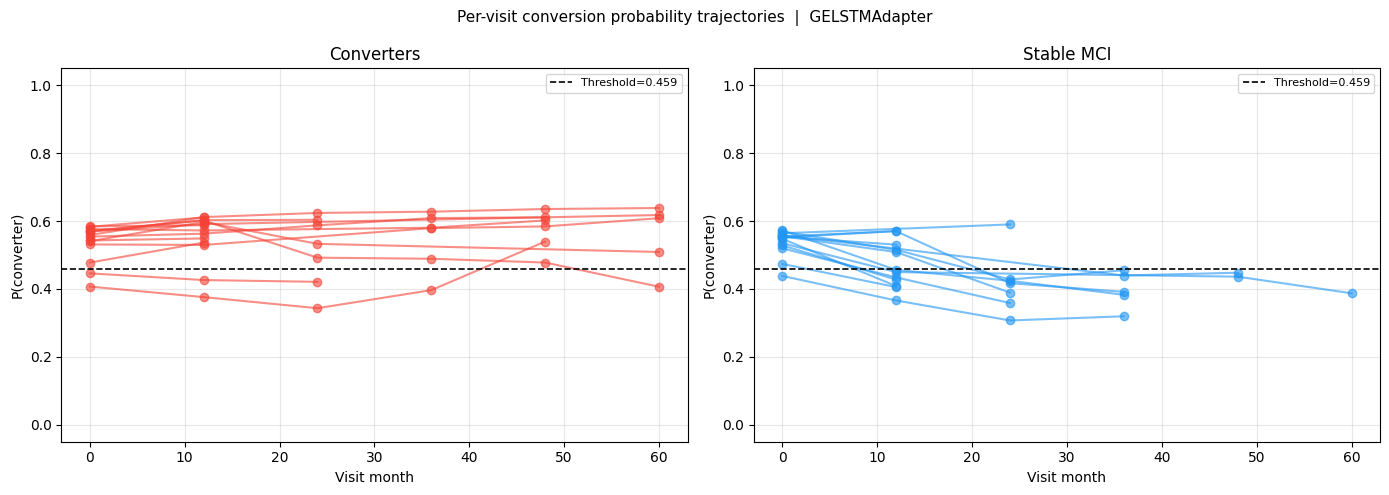 Per-visit conversion probability trajectories | GELSTMAdapter
Converters
Threshold=0.459
P(converter)
1.0
0.8
0.6
0.4
0.2
0.0
0 10 20 30 40 50 60
Visit month
Stable MCI
Threshold=0.459
P(converter)
1.0
0.8
0.6
0.4
0.2
0.0
0 10 20 30 40 50 60
Visit month